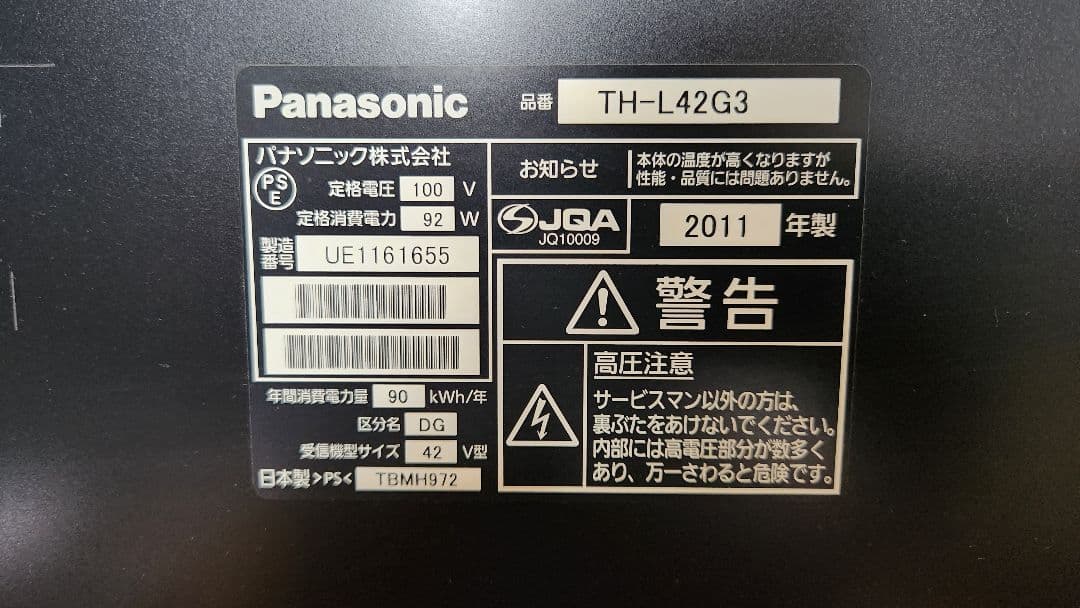 Panasonic
品番 TH-L42G3
パナソニック株式会社
PS
E
定格電圧 100 V
定格消費電力 92 W
製造
番号 UE1161655
お知らせ
本体の温度が高くなりますが
性能・品質には問題ありません。
JQA
JQ10009
2011 年製
警告
高圧注意
サービスマン以外の方は、
裏ぶたをあけないでください。
内部には高電圧部分が数多く
あり、万一さわると危険です。
年間消費電力量 90 kWh/年
区分名 DG
受信機型サイズ 42 V型
日本製 >PS< TBMH972